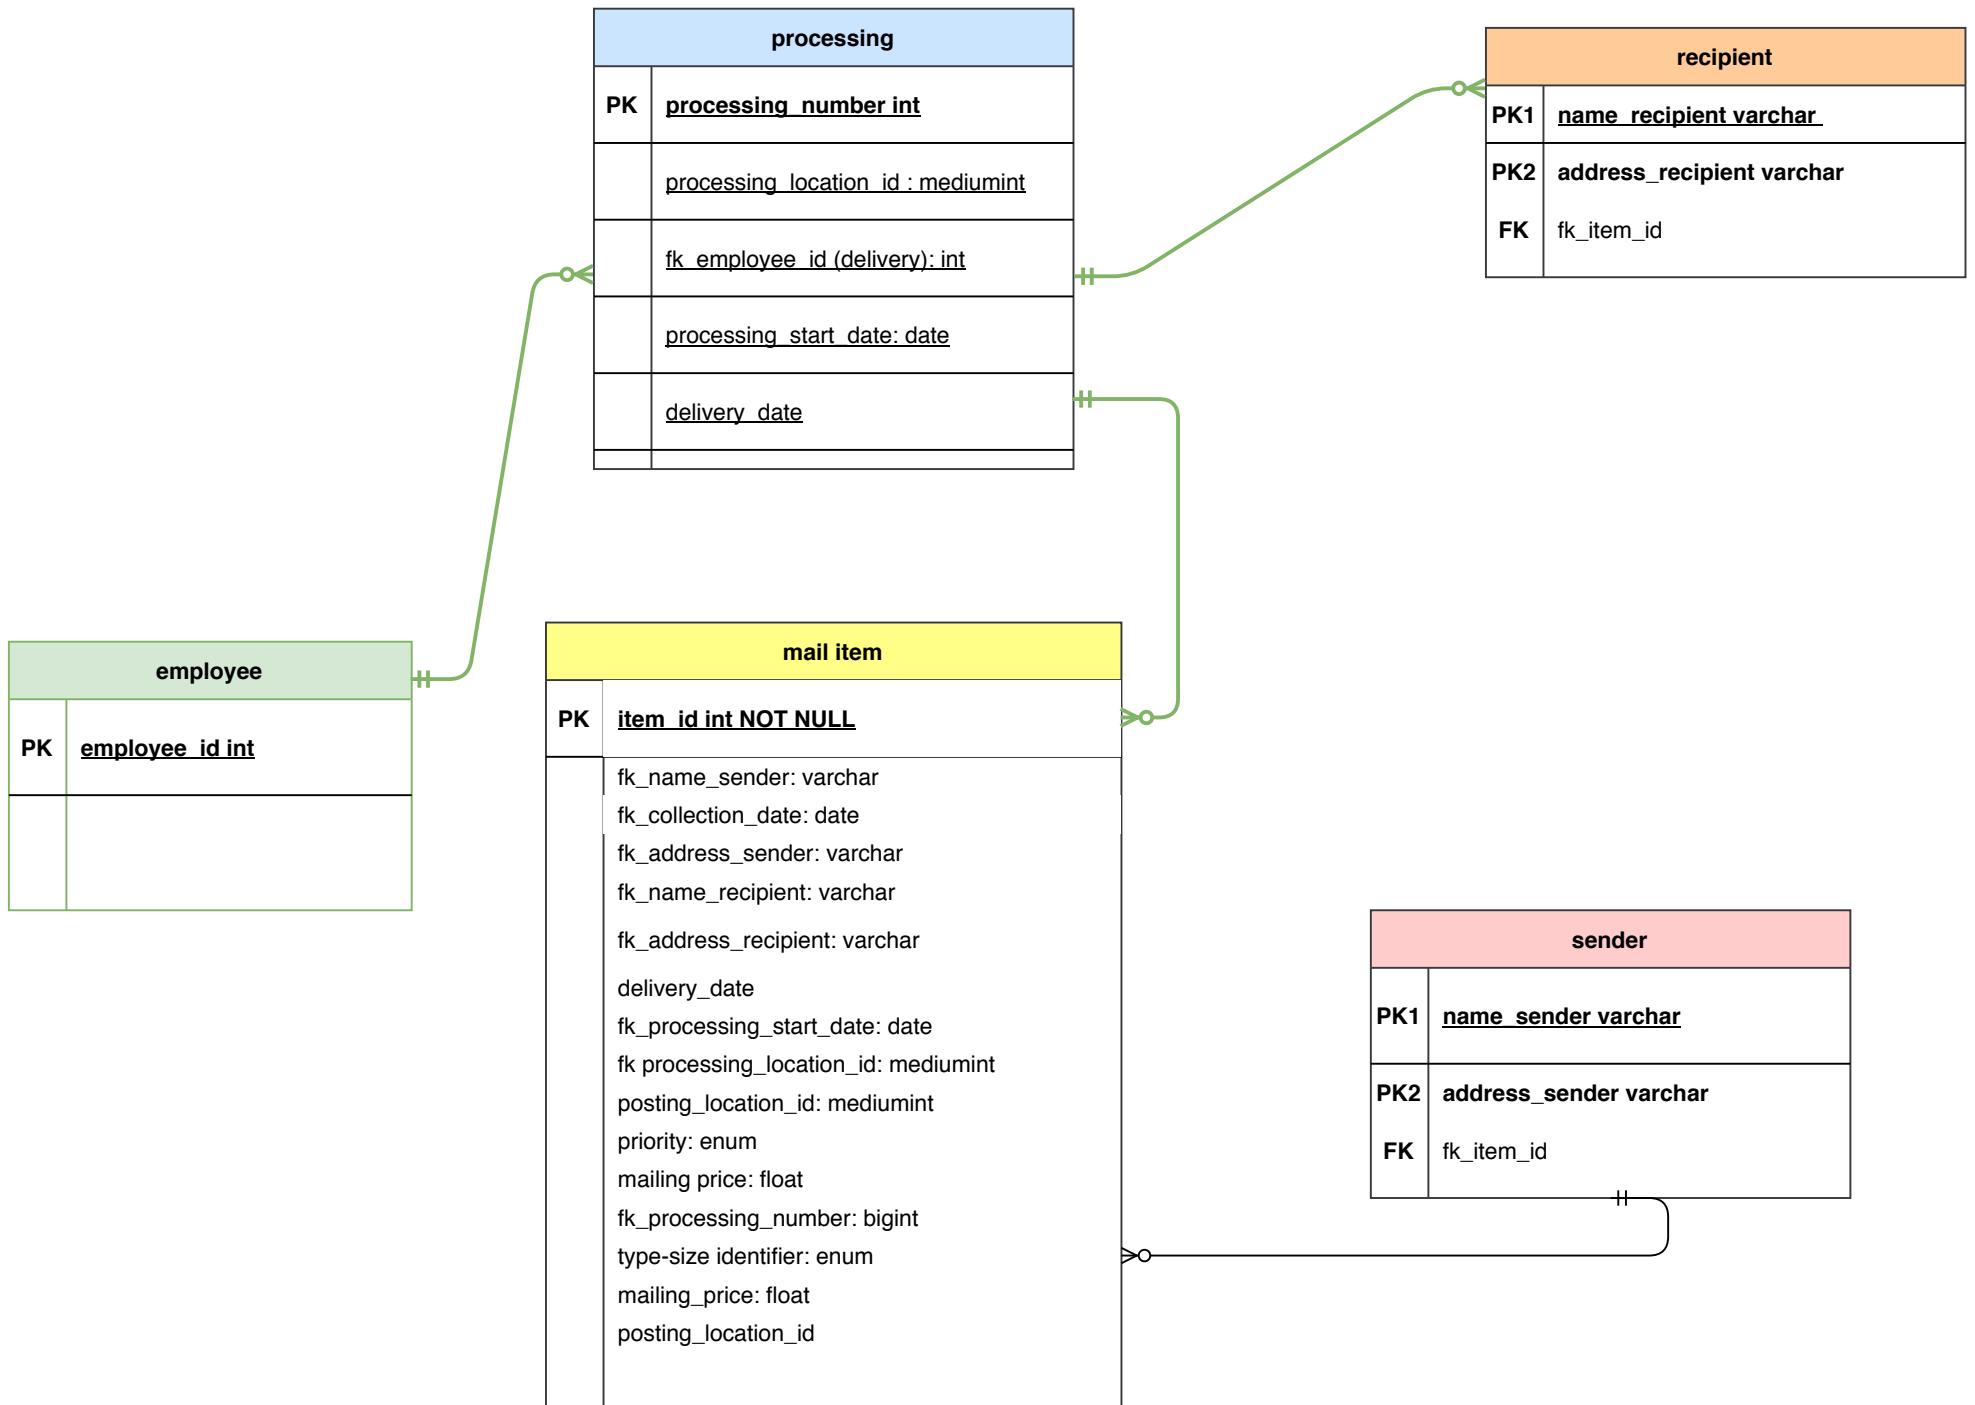 processing
PK processing_number int
processing_location_id : mediumint
fk_employee_id (delivery): int
processing_start_date: date
delivery_date
recipient
PK1 name_recipient varchar
PK2 address_recipient varchar
FK fk_item_id
employee
PK employee_id int
mail item
PK item_id int NOT NULL
fk_name_sender: varchar
fk_collection_date: date
fk_address_sender: varchar
fk_name_recipient: varchar
fk_address_recipient: varchar
delivery_date
fk_processing_start_date: date
fk processing_location_id: mediumint
posting_location_id: mediumint
priority: enum
mailing price: float
fk_processing_number: bigint
type-size identifier: enum
mailing_price: float
posting_location_id
sender
PK1 name_sender varchar
PK2 address_sender varchar
FK fk_item_id